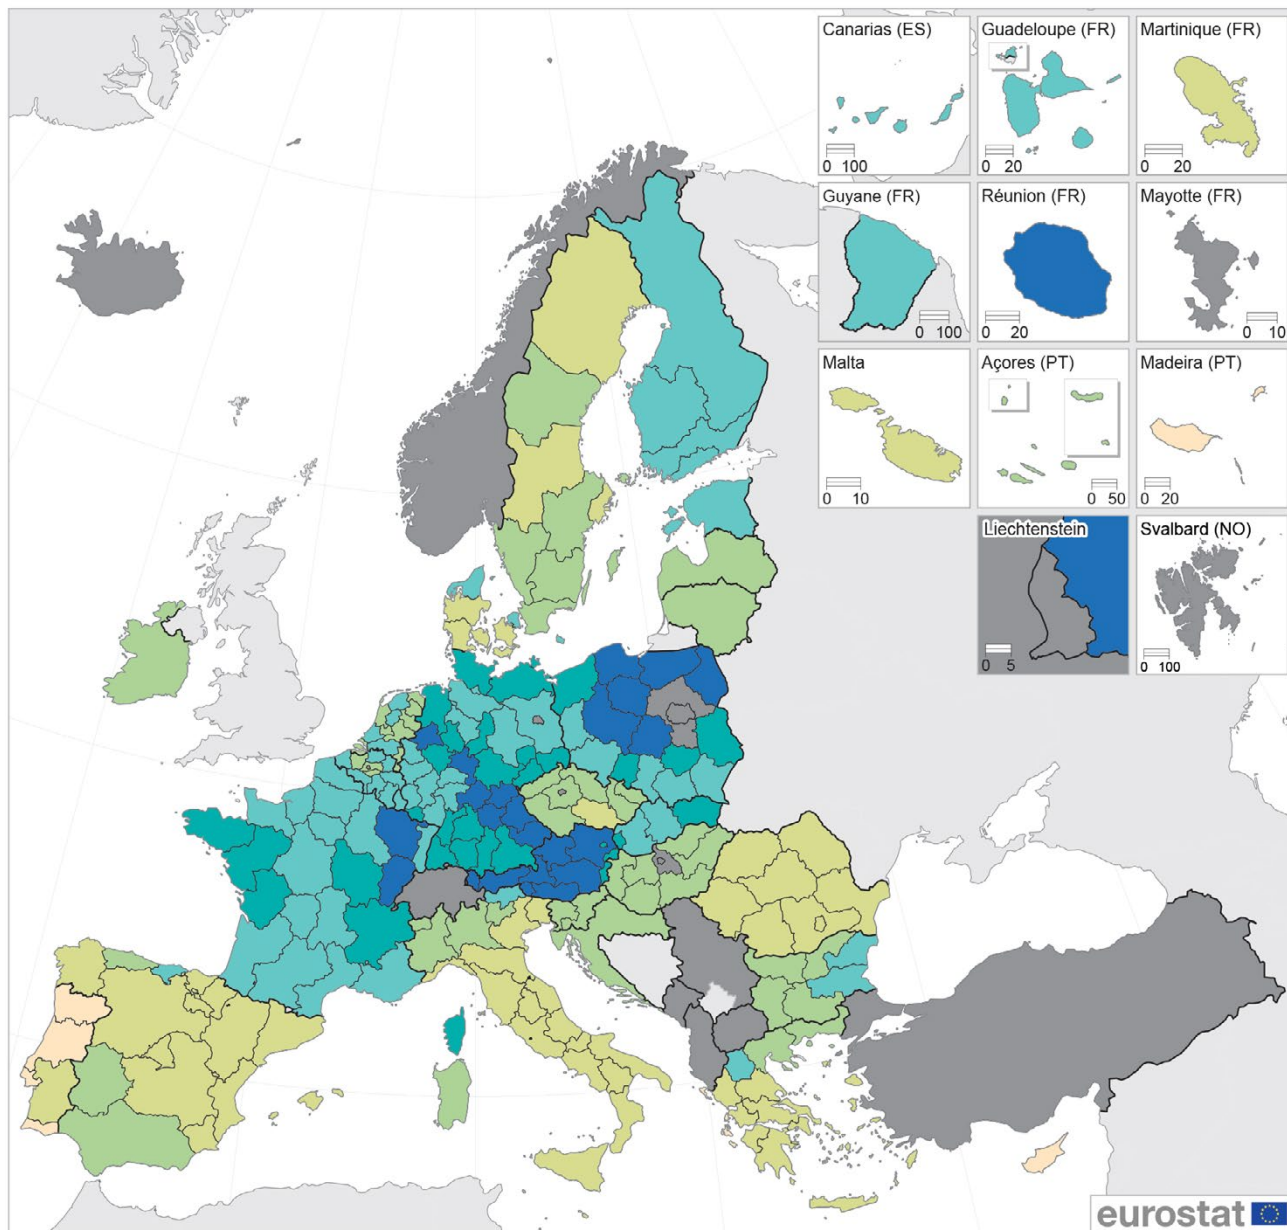 Canarias (ES)
0 100
Guadeloupe (FR)
0 20
Martinique (FR)
0 20
Guyane (FR)
0 100
Réunion (FR)
0 20
Mayotte (FR)
0 10
Malta
0 10
Açores (PT)
0 50
Madeira (PT)
0 20
Liechtenstein
0 5
Svalbard (NO)
0 100
eurostat